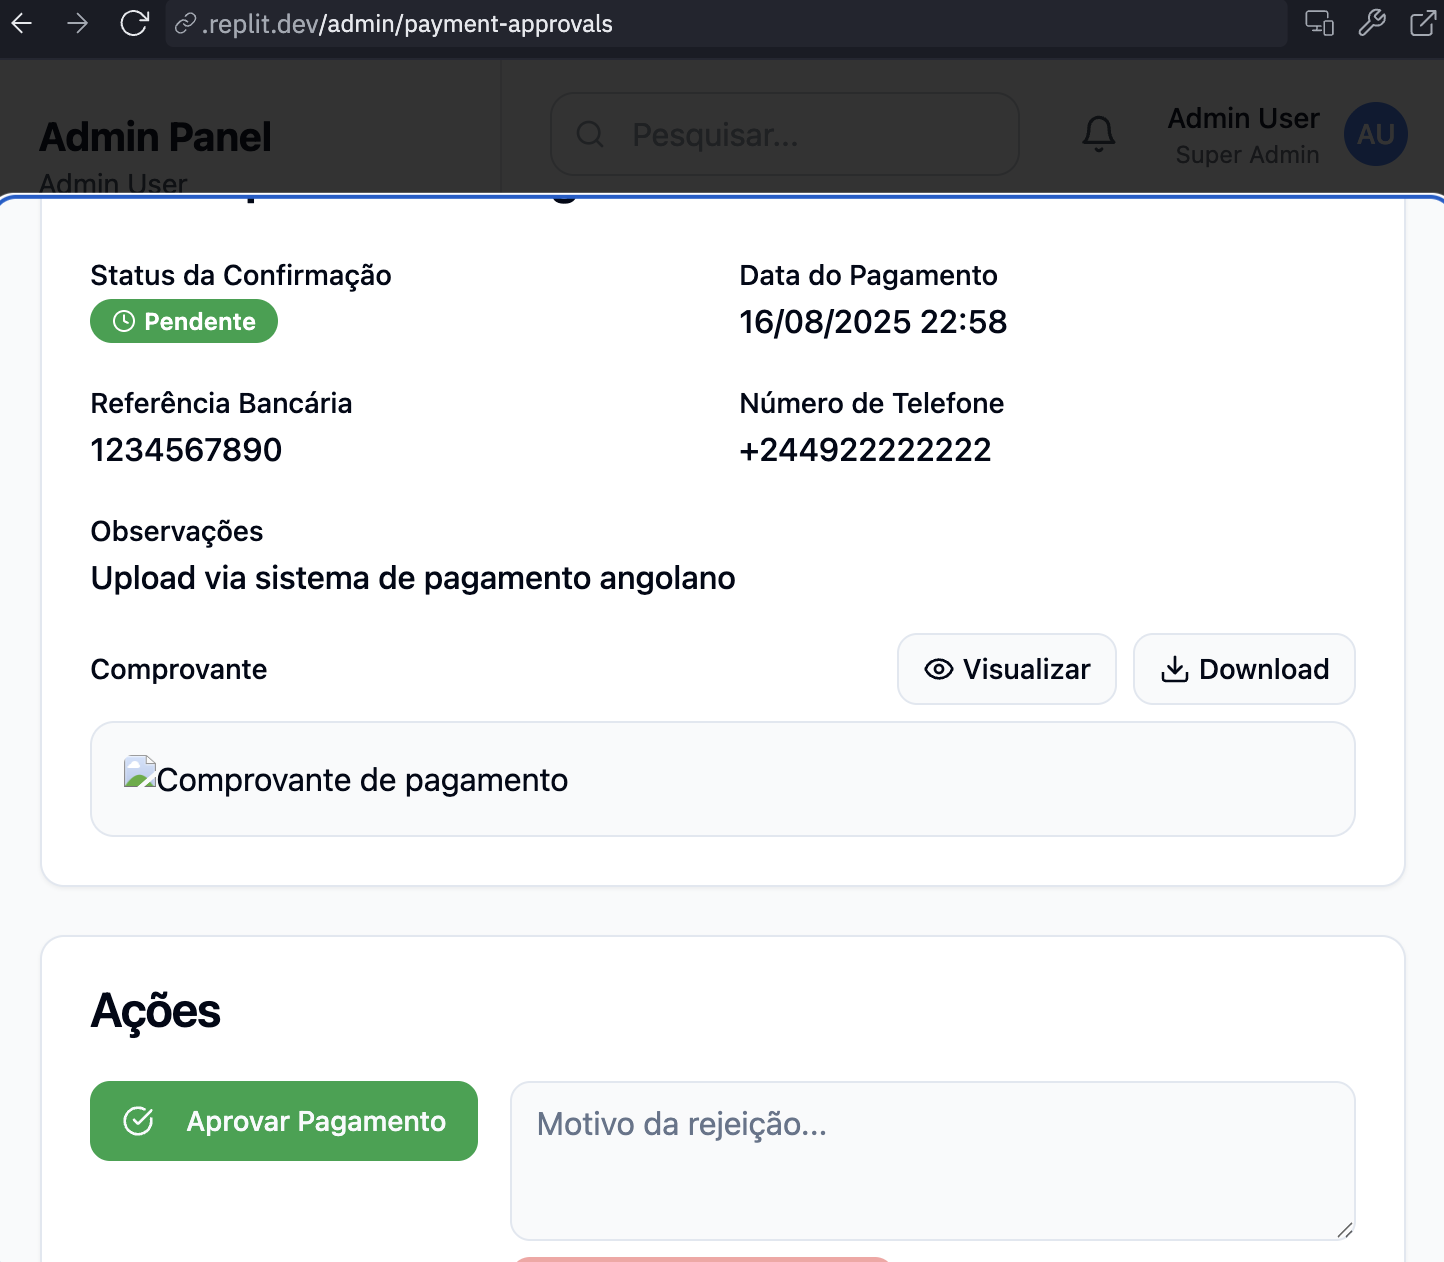 .replit.dev/admin/payment-approvals
Admin Panel
Admin User
Pesquisar...
Admin User
Super Admin
AU
Status da Confirmação
Pendente
Data do Pagamento
16/08/2025 22:58
Referência Bancária
1234567890
Número de Telefone
+244922222222
Observações
Upload via sistema de pagamento angolano
Comprovante
Visualizar
Download
Comprovante de pagamento
Ações
Aprovar Pagamento
Motivo da rejeição...